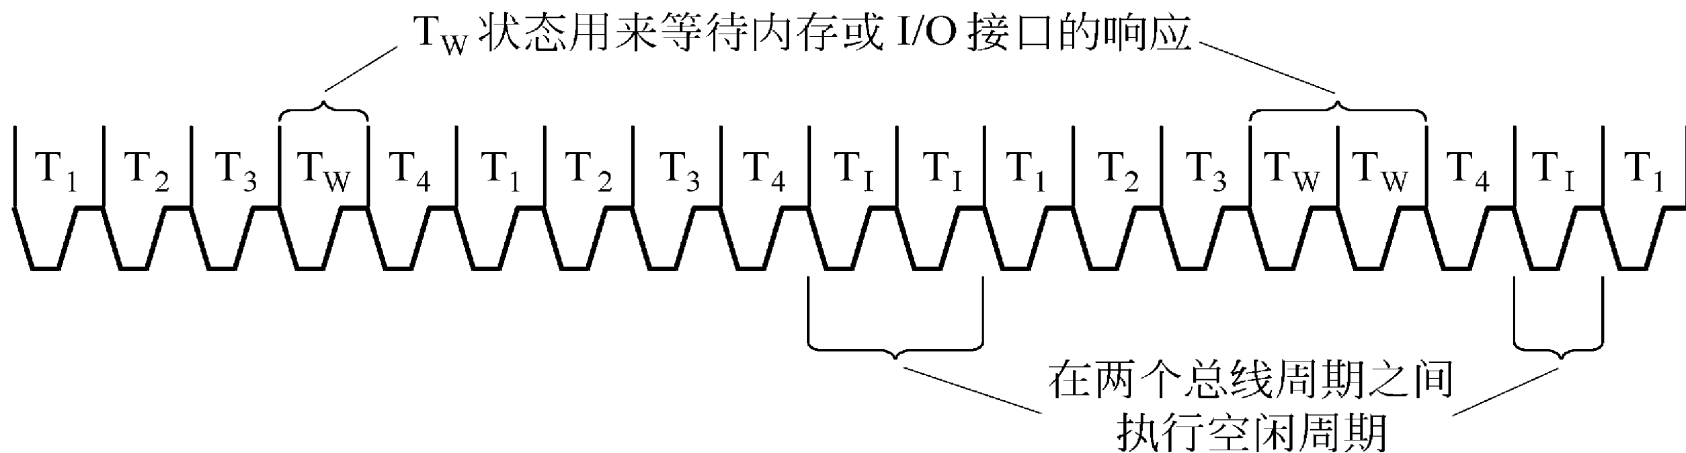 TW 状态用来等待内存或 I/O 接口的响应
T1 T2 T3 TW T4 T1 T2 T3 T4 TI TI T1 T2 T3 TW TW T4 TI T1
在两个总线周期之间
执行空闲周期